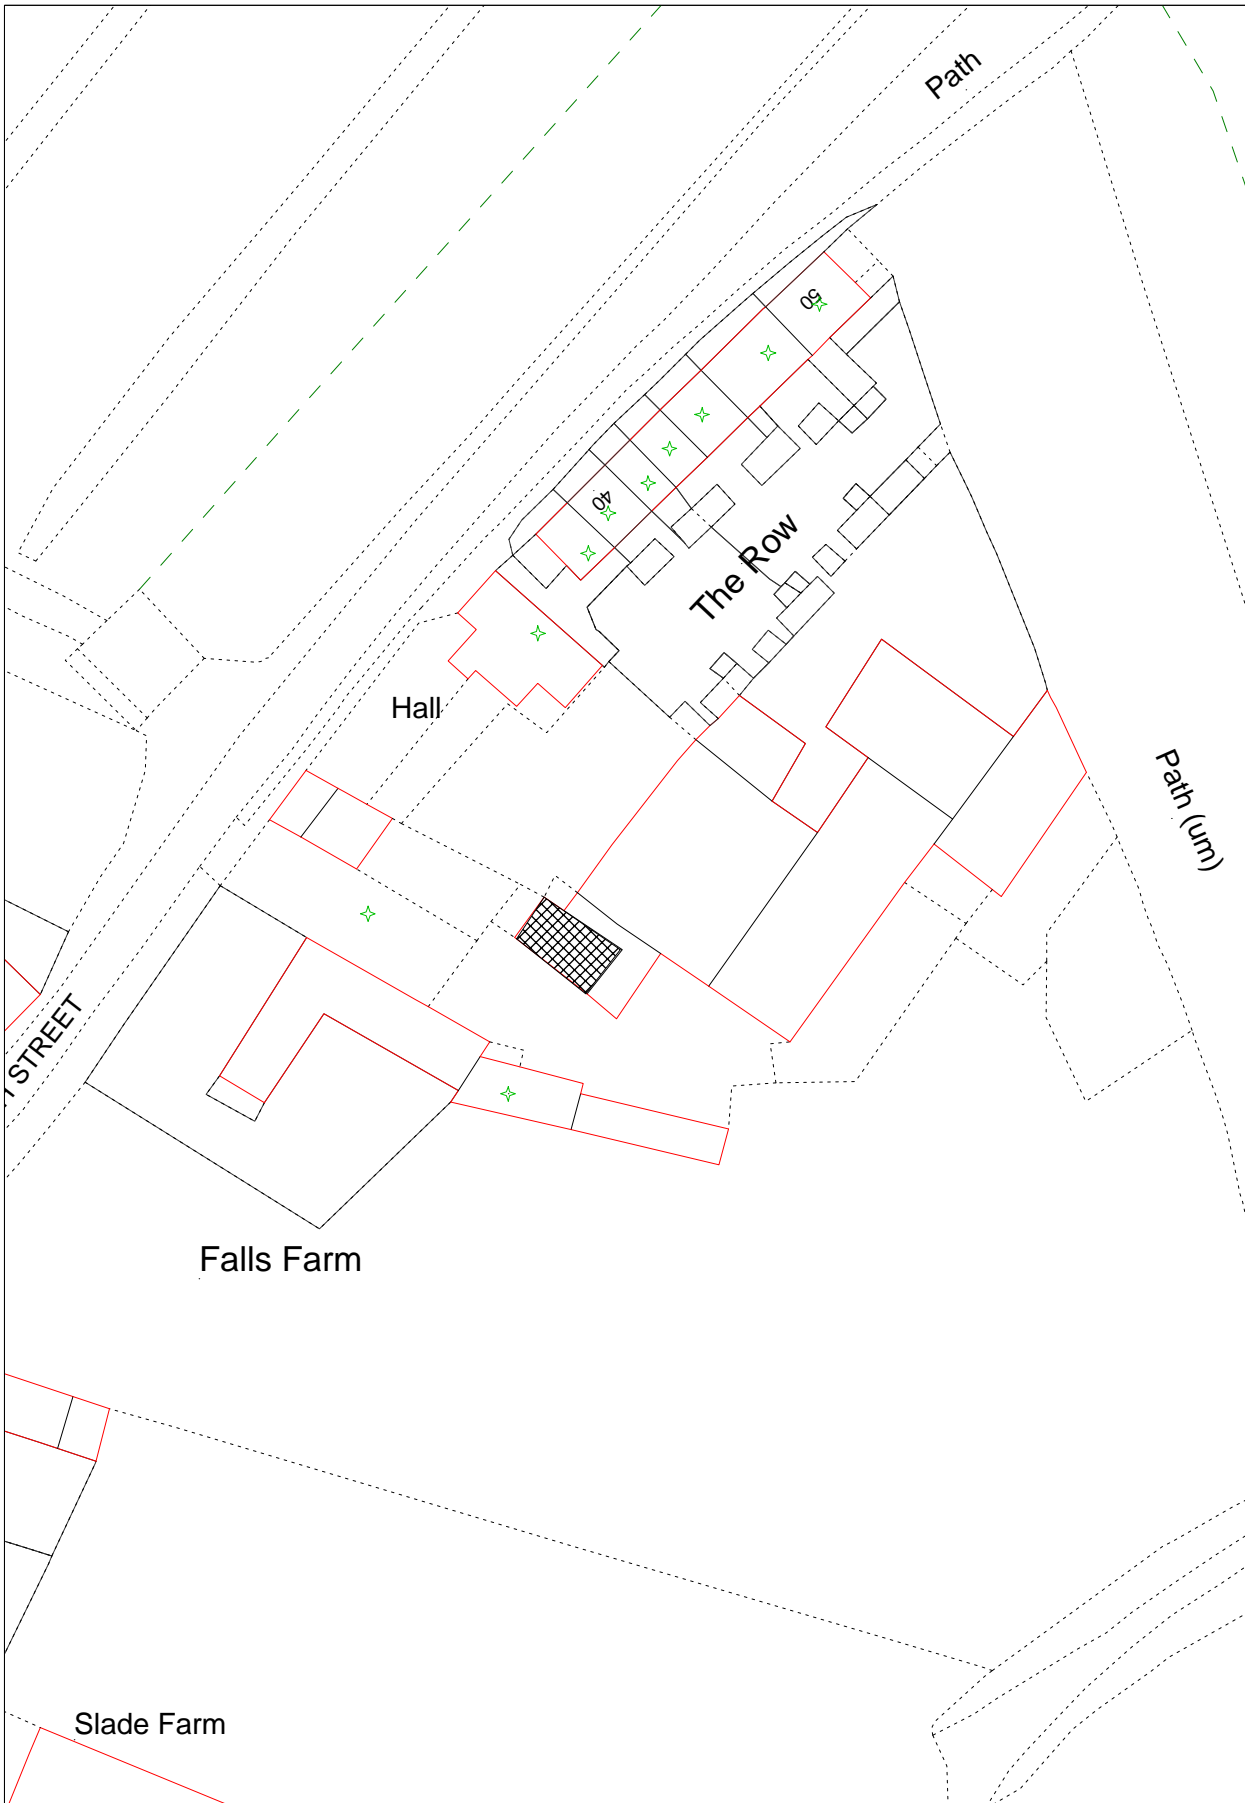 Path
50
40
The Row
Hall
Path (um)
STREET
Falls Farm
Slade Farm